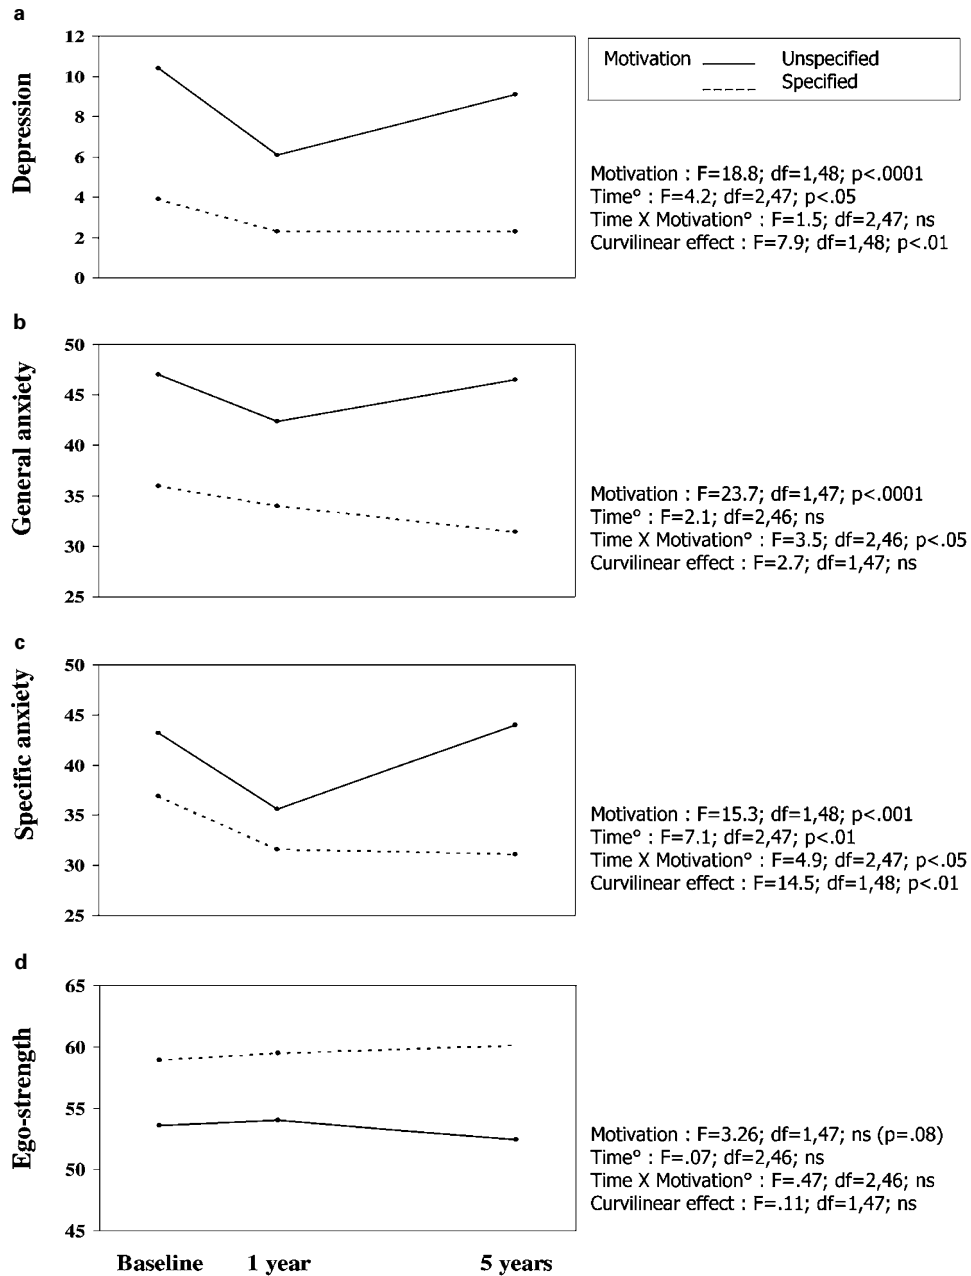 a
12
10
8
6
4
2
0
Depression
Motivation Unspecified
Specified
Motivation : F=18.8; df=1,48; p<.0001
Time° : F=4.2; df=2,47; p<.05
Time X Motivation° : F=1.5; df=2,47; ns
Curvilinear effect : F=7.9; df=1,48; p<.01
b
50
45
40
35
30
25
General anxiety
Motivation : F=23.7; df=1,47; p<.0001
Time° : F=2.1; df=2,46; ns
Time X Motivation° : F=3.5; df=2,46; p<.05
Curvilinear effect : F=2.7; df=1,47; ns
c
50
45
40
35
30
25
Specific anxiety
Motivation : F=15.3; df=1,48; p<.001
Time° : F=7.1; df=2,47; p<.01
Time X Motivation° : F=4.9; df=2,47; p<.05
Curvilinear effect : F=14.5; df=1,48; p<.01
d
65
60
55
50
45
Ego-strength
Motivation : F=3.26; df=1,47; ns (p=.08)
Time° : F=.07; df=2,46; ns
Time X Motivation° : F=.47; df=2,46; ns
Curvilinear effect : F=.11; df=1,47; ns
Baseline 1 year 5 years